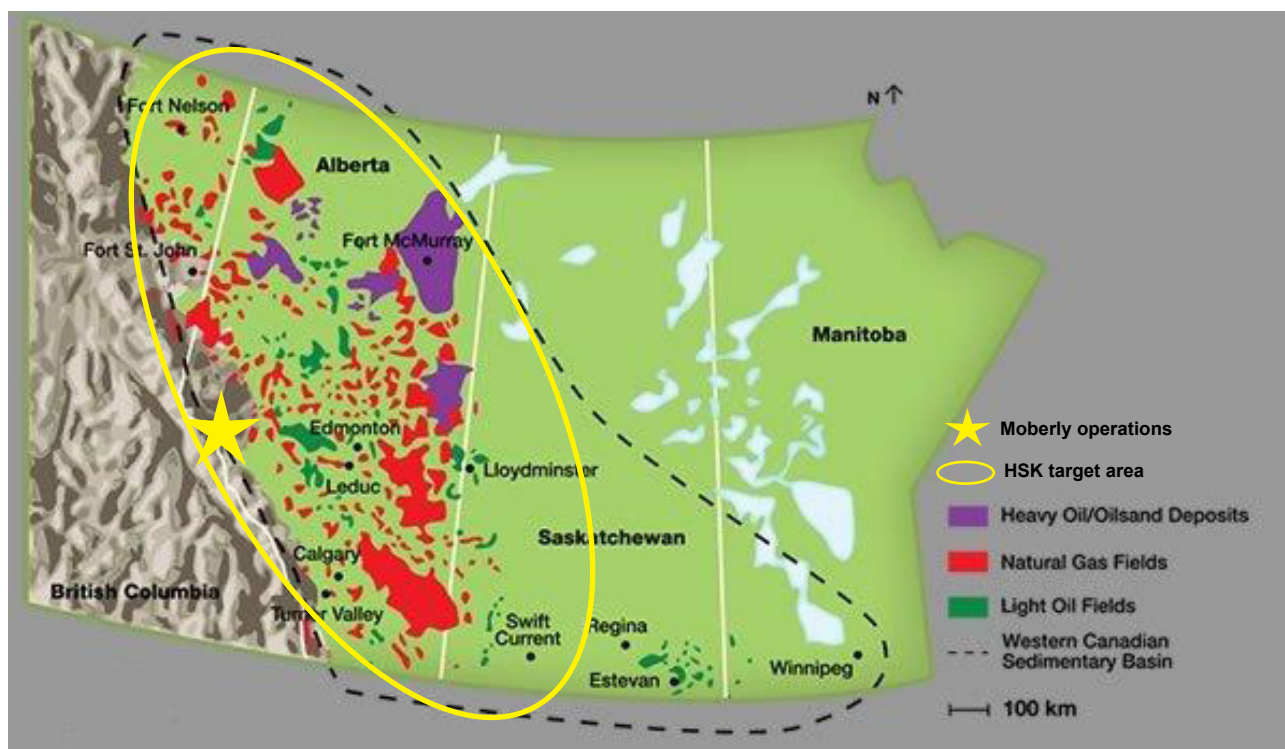 N
Fort Nelson
Alberta
Fort St. John
Fort McMurray
Manitoba
Edmonton
Leduc
Lloydminster
Saskatchewan
Calgary
British Columbia
Turner Valley
Swift
Current
Regina
Estevan
Winnipeg
Moberly operations
HSK target area
Heavy Oil/Oilsand Deposits
Natural Gas Fields
Light Oil Fields
Western Canadian
Sedimentary Basin
100 km